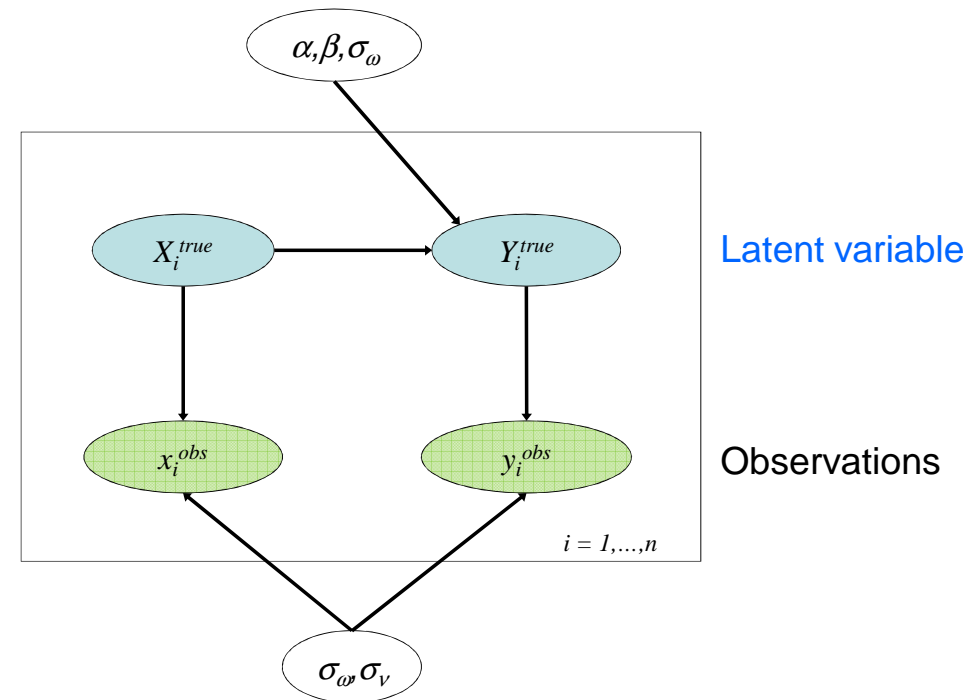 α,β,σ_ω
X_i^true
Y_i^true
Latent variable
x_i^obs
y_i^obs
Observations
i = 1,...,n
σ_ω,σ_ν